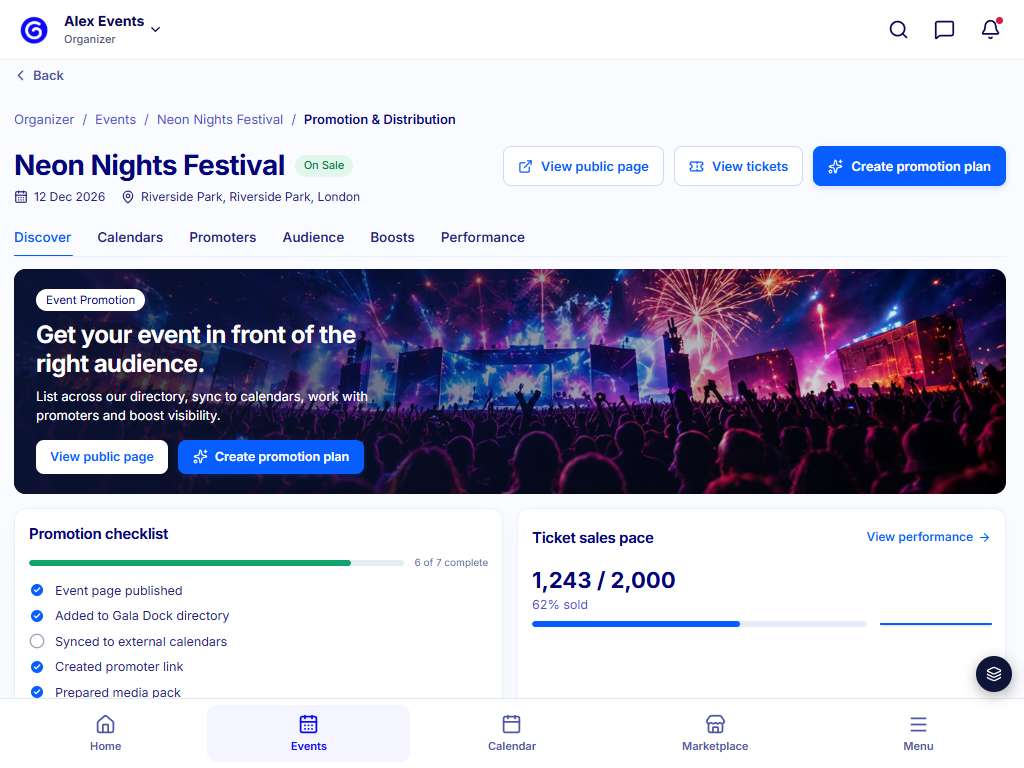 Alex Events
Organizer
Back
Organizer / Events / Neon Nights Festival / Promotion & Distribution
Neon Nights Festival
On Sale
View public page
View tickets
Create promotion plan
12 Dec 2026
Riverside Park, Riverside Park, London
Discover
Calendars
Promoters
Audience
Boosts
Performance
Event Promotion
Get your event in front of the
right audience.
List across our directory, sync to calendars, work with
promoters and boost visibility.
View public page
Create promotion plan
Promotion checklist
6 of 7 complete
Event page published
Added to Gala Dock directory
Synced to external calendars
Created promoter link
Prepared media pack
Ticket sales pace
View performance
1,243 / 2,000
62% sold
Home
Events
Calendar
Marketplace
Menu